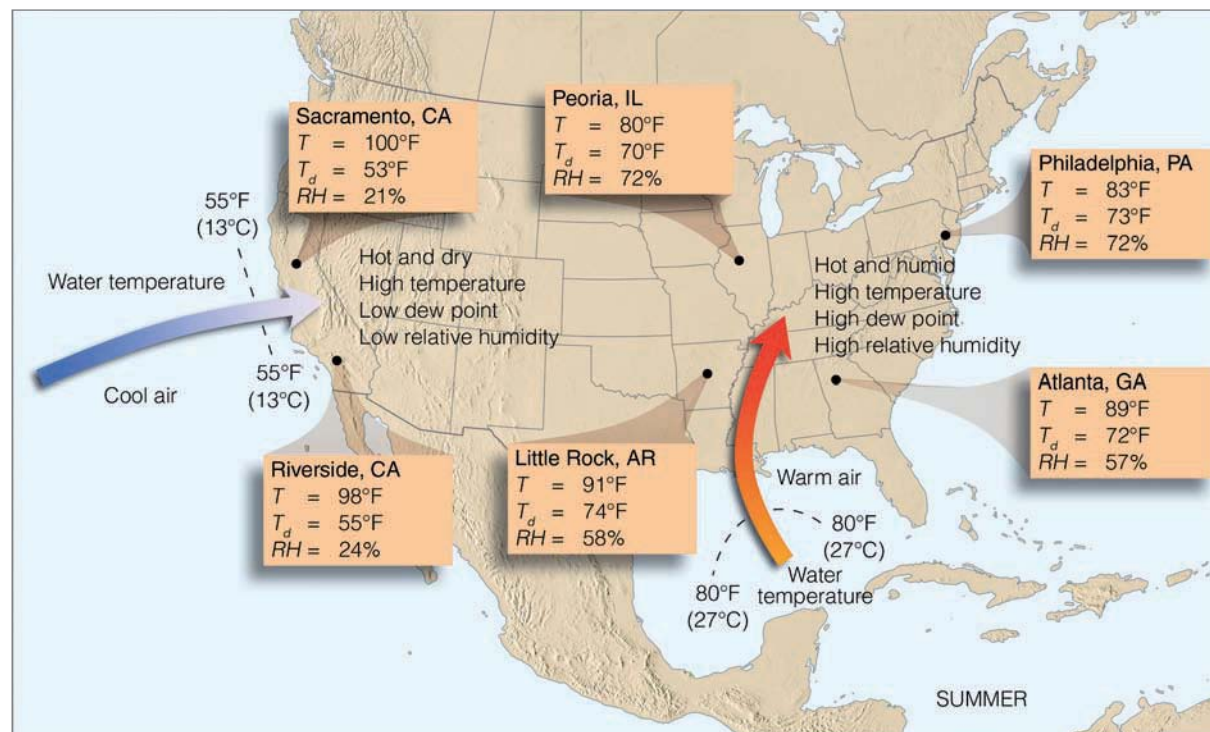 Sacramento, CA
T = 100°F
Td = 53°F
RH = 21%
Peoria, IL
T = 80°F
Td = 70°F
RH = 72%
Philadelphia, PA
T = 83°F
Td = 73°F
RH = 72%
55°F
(13°C)
Water temperature
Hot and dry
High temperature
Low dew point
Low relative humidity
Hot and humid
High temperature
High dew point
High relative humidity
55°F
(13°C)
Cool air
Atlanta, GA
T = 89°F
Td = 72°F
RH = 57%
Riverside, CA
T = 98°F
Td = 55°F
RH = 24%
Little Rock, AR
T = 91°F
Td = 74°F
RH = 58%
Warm air
80°F
(27°C)
Water
temperature
80°F
(27°C)
SUMMER